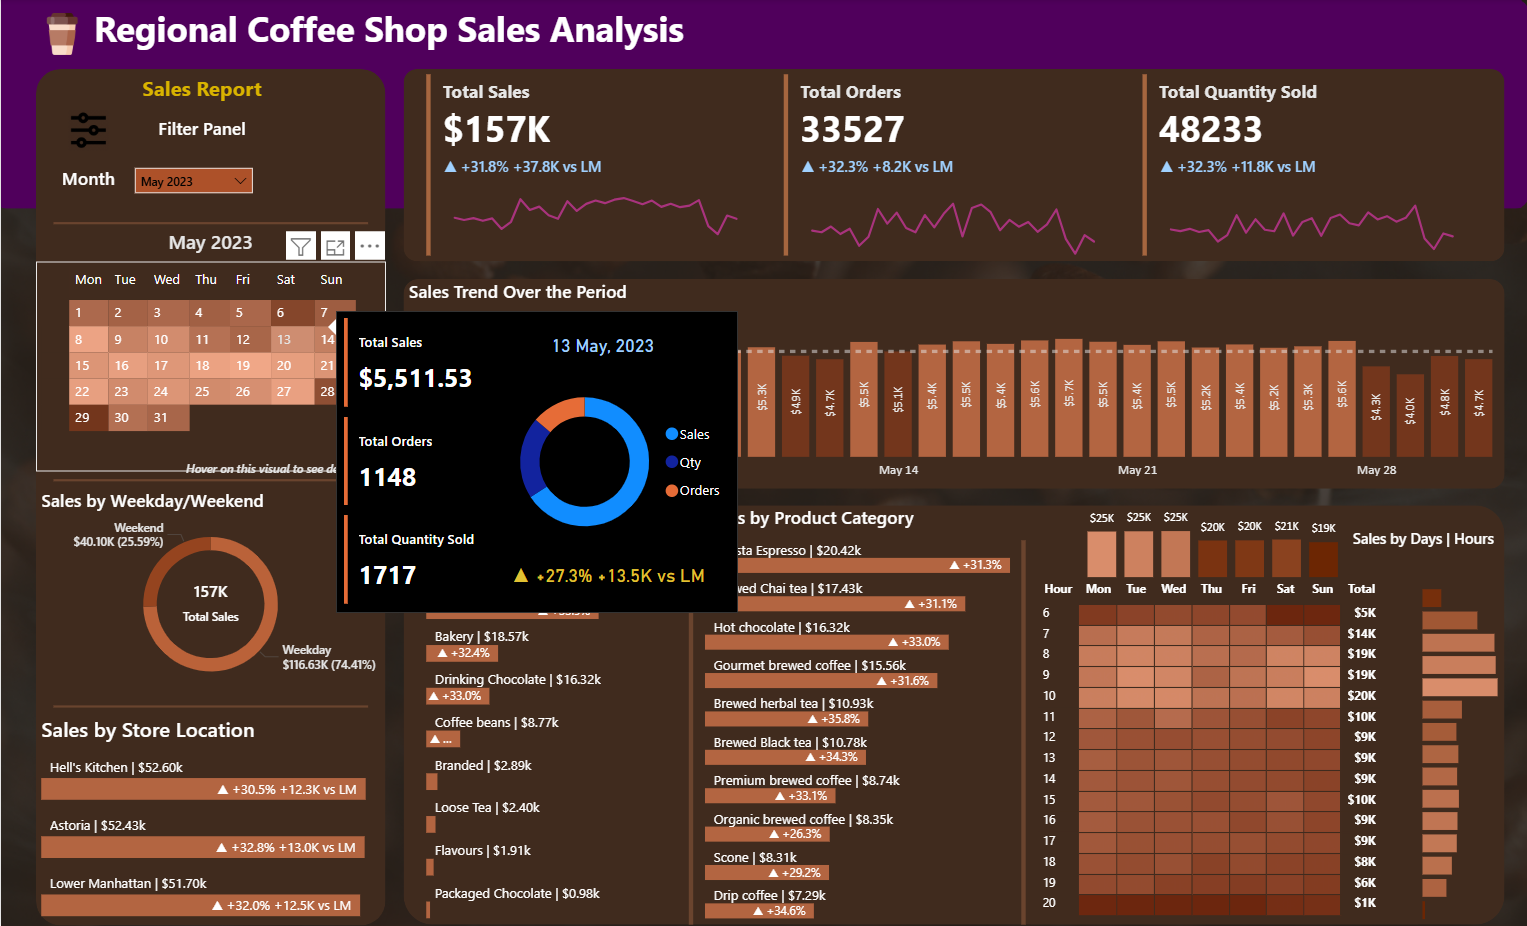 Regional Coffee Shop Sales Analysis
Sales Report
Filter Panel
Month
May 2023
May 2023
Mon Tue Wed Thu Fri Sat Sun
1 2 3 4 5 6 7
8 9 10 11 12 13 14
15 16 17 18 19 20 21
22 23 24 25 26 27 28
29 30 31
Hover on this visual to see
Sales by Weekday/Weekend
Weekend
$40.10K (25.59%)
157K
Total Sales
Weekday
$116.63K (74.41%)
Sales by Store Location
Hell's Kitchen | $52.60k
▲ +30.5% +12.3K vs LM
Astoria | $52.43k
▲ +32.8% +13.0K vs LM
Lower Manhattan | $51.70k
▲ +32.0% +12.5K vs LM
Total Sales
$157K
▲ +31.8% +37.8K vs LM
Total Orders
33527
▲ +32.3% +8.2K vs LM
Total Quantity Sold
48233
▲ +32.3% +11.8K vs LM
Sales Trend Over the Period
$5.3K $4.9K $4.7K $5.5K $5.1K $5.4K $5.5K $5.4K $5.6K $5.7K $5.5K $5.4K $5.5K $5.2K $5.4K $5.2K $5.3K $5.6K $4.3K $4.0K $4.8K $4.7K
May 14 May 21 May 28
Total Sales
$5,511.53
13 May, 2023
Total Orders
1148
Total Quantity Sold
1717
Sales
Qty
Orders
▲ +27.3% +13.5K vs LM
Bakery | $18.57k
▲ +32.4%
Drinking Chocolate | $16.32k
▲ +33.0%
Coffee beans | $8.77k
▲ ...
Branded | $2.89k
Loose Tea | $2.40k
Flavours | $1.91k
Packaged Chocolate | $0.98k
s by Product Category
sta Espresso | $20.42k
▲ +31.3%
wed Chai tea | $17.43k
▲ +31.1%
Hot chocolate | $16.32k
▲ +33.0%
Gourmet brewed coffee | $15.56k
▲ +31.6%
Brewed herbal tea | $10.93k
▲ +35.8%
Brewed Black tea | $10.78k
▲ +34.3%
Premium brewed coffee | $8.74k
▲ +33.1%
Organic brewed coffee | $8.35k
▲ +26.3%
Scone | $8.31k
▲ +29.2%
Drip coffee | $7.29k
▲ +34.6%
Sales by Days | Hours
$25K $25K $25K $20K $20K $21K $19K
Hour Mon Tue Wed Thu Fri Sat Sun Total
6 $5K
7 $14K
8 $19K
9 $19K
10 $20K
11 $10K
12 $9K
13 $9K
14 $9K
15 $10K
16 $9K
17 $9K
18 $8K
19 $6K
20 $1K